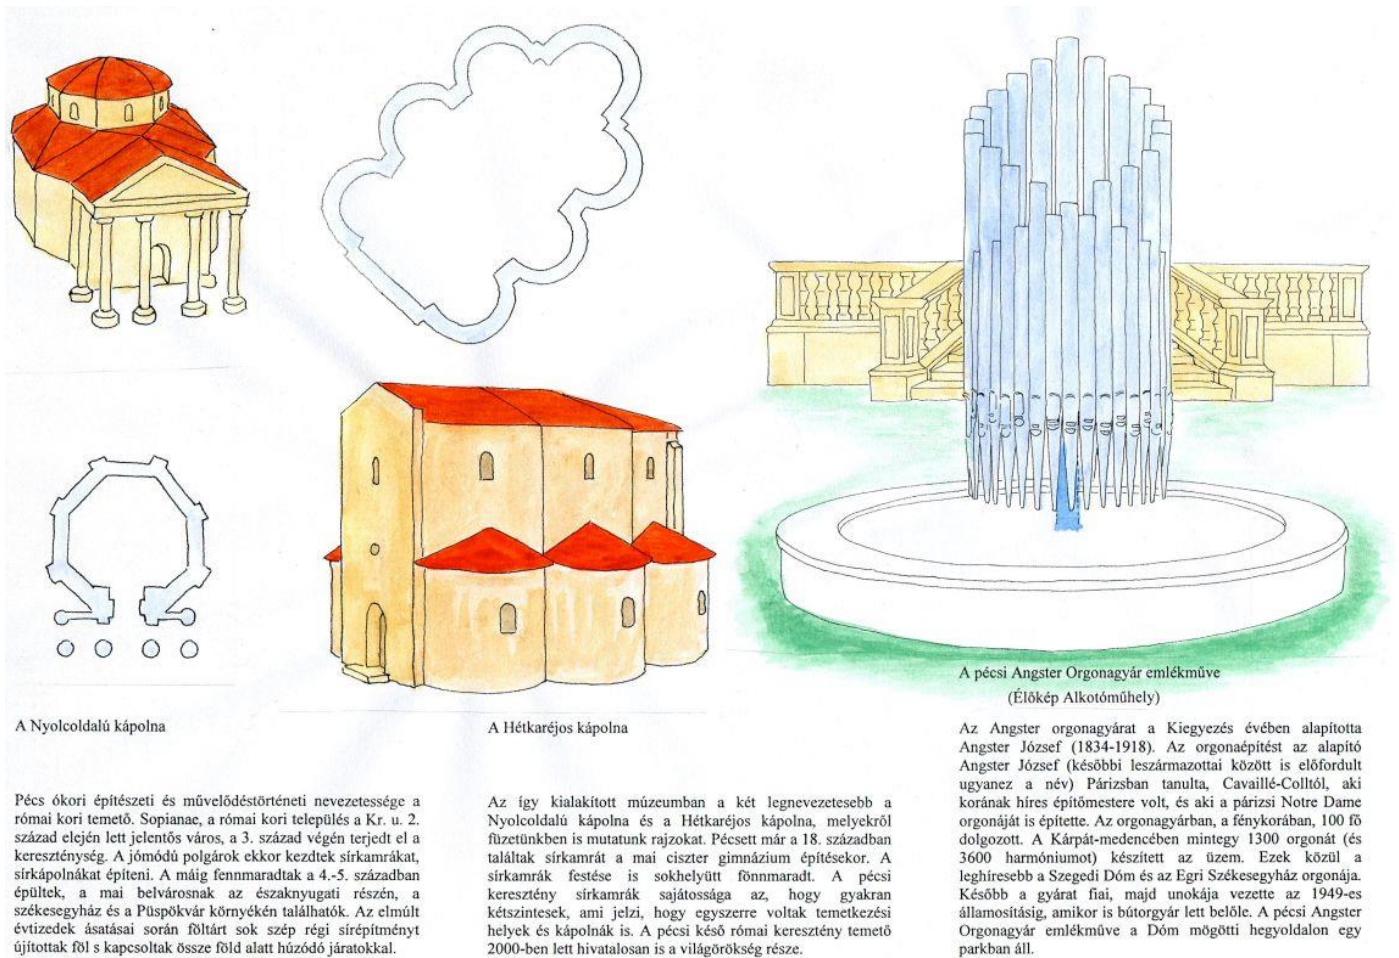 A Nyolcoldalú kápolna
Pécs ókori építészeti és művelődéstörténeti nevezetessége a
római kori temető. Sopianae, a római kori település a Kr. u. 2.
század elején lett jelentős város, a 3. század végén terjedt el a
kereszténység. A jómódú polgárok ekkor kezdtek sírkamrákat,
sírkápolnákat építeni. A máig fennmaradtak a 4.-5. században
épültek, a mai belvárosnak az északnyugati részén, a
székesegyház és a Püspökvár környékén találhatók. Az elmúlt
évtizedek ásatásai során föltárt sok szép régi sírépítményt
újítottak föl s kapcsoltak össze föld alatt húzódó járatokkal.
A Hétkaréjos kápolna
Az így kialakított múzeumban a két legnevezetesebb a
Nyolcoldalú kápolna és a Hétkaréjos kápolna, melyekről
füzetünkben is mutatunk rajzokat. Pécsett már a 18. században
találtak sírkamrát a mai ciszter gimnázium építésekor. A
sírkamrák festése is sokhelyütt fönnmaradt. A pécsi
keresztény sírkamrák sajátossága az, hogy gyakran
kétszintesek, ami jelzi, hogy egyszerre voltak temetkezési
helyek és kápolnák is. A pécsi késő római keresztény temető
2000-ben lett hivatalosan is a világörökség része.
A pécsi Angster Orgonagyár emlékműve
(Élőkép Alkotóműhely)
Az Angster orgonagyárat a Kiegyezés évében alapította
Angster József (1834-1918). Az orgonaépítést az alapító
Angster József (későbbi leszármazottai között is előfordult
ugyanez a név) Párizsban tanulta, Cavaillé-Colltól, aki
korának híres építőmestere volt, és aki a párizsi Notre Dame
orgonáját is építette. Az orgonagyárban, a fénykorában, 100 fő
dolgozott. A Kárpát-medencében mintegy 1300 orgonát (és
3600 harmóniumot) készített az üzem. Ezek közül a
leghíresebb a Szegedi Dóm és az Egri Székesegyház orgonája.
Később a gyárat fiai, majd unokája vezette az 1949-es
államosításig, amikor is bútorgyár lett belőle. A pécsi Angster
Orgonagyár emlékműve a Dóm mögötti hegyoldalon egy
parkban áll.